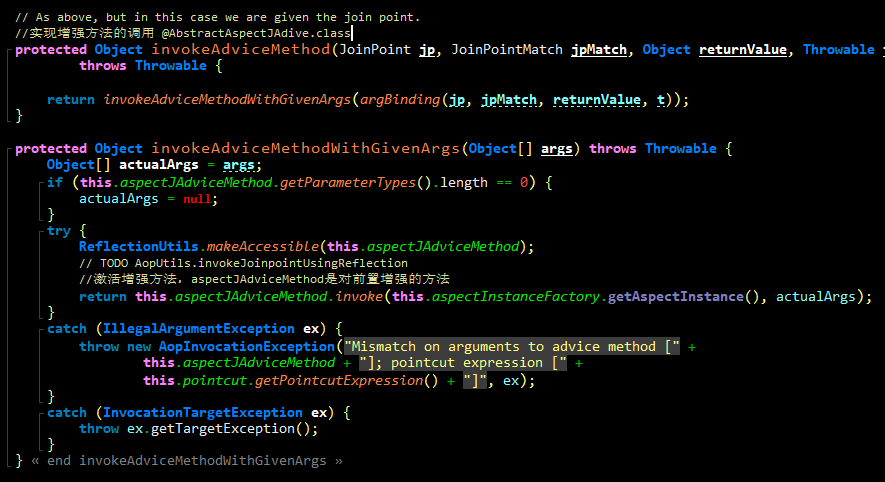 // As above, but in this case we are given the join point.
//实现增强方法的调用 @AbstractAspectJAdive.class
protected Object invokeAdviceMethod(JoinPoint jp, JoinPointMatch jpMatch, Object returnValue, Throwable
throws Throwable {
return invokeAdviceMethodWithGivenArgs(argBinding(jp, jpMatch, returnValue, t));
}
protected Object invokeAdviceMethodWithGivenArgs(Object[] args) throws Throwable {
Object[] actualArgs = args;
if (this.aspectJAdviceMethod.getParameterTypes().length == 0) {
actualArgs = null;
}
try {
ReflectionUtils.makeAccessible(this.aspectJAdviceMethod);
// TODO AopUtils.invokeJoinpointUsingReflection
//激活增强方法, aspectJAdviceMethod是对前置增强的方法
return this.aspectJAdviceMethod.invoke(this.aspectInstanceFactory.getAspectInstance(), actualArgs);
}
catch (IllegalArgumentException ex) {
throw new AopInvocationException("Mismatch on arguments to advice method [" +
this.aspectJAdviceMethod + "]; pointcut expression [" +
this.pointcut.getPointcutExpression() + "]", ex);
}
catch (InvocationTargetException ex) {
throw ex.getTargetException();
}
} « end invokeAdviceMethodWithGivenArgs »